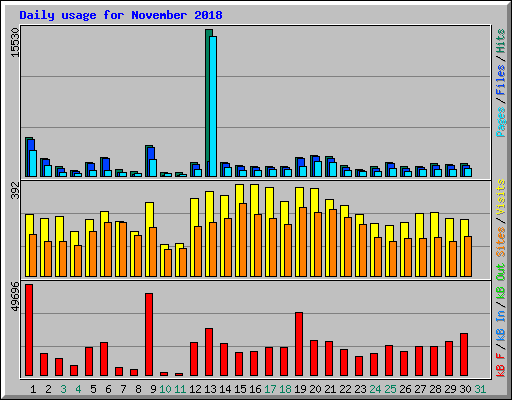 Daily usage for November 2018
15530
Pages / Files / Hits
392
Sites / Visits
49696
kB F / kB In / kB Out
1 2 3 4 5 6 7 8 9 10 11 12 13 14 15 16 17 18 19 20 21 22 23 24 25 26 27 28 29 30 31